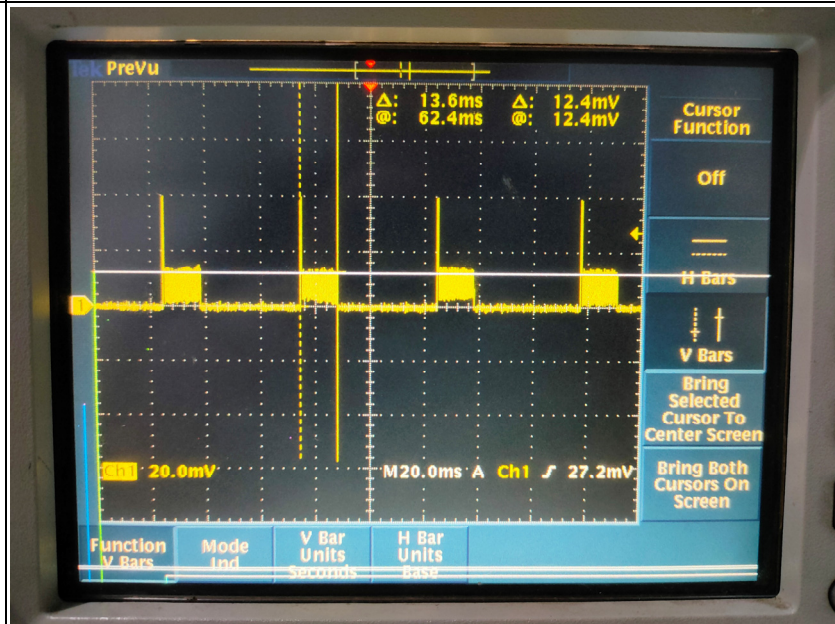 Tek PreVu
Δ: 13.6ms Δ: 12.4mV
@: 62.4ms @: 12.4mV
Cursor
Function
Off
H Bars
V Bars
Bring
Selected
Cursor To
Center Screen
Bring Both
Cursors On
Screen
1
Ch1 20.0mV M20.0ms A Ch1 ʃ 27.2mV
Function
V Bars
Mode
Ind
V Bar
Units
Seconds
H Bar
Units
Base